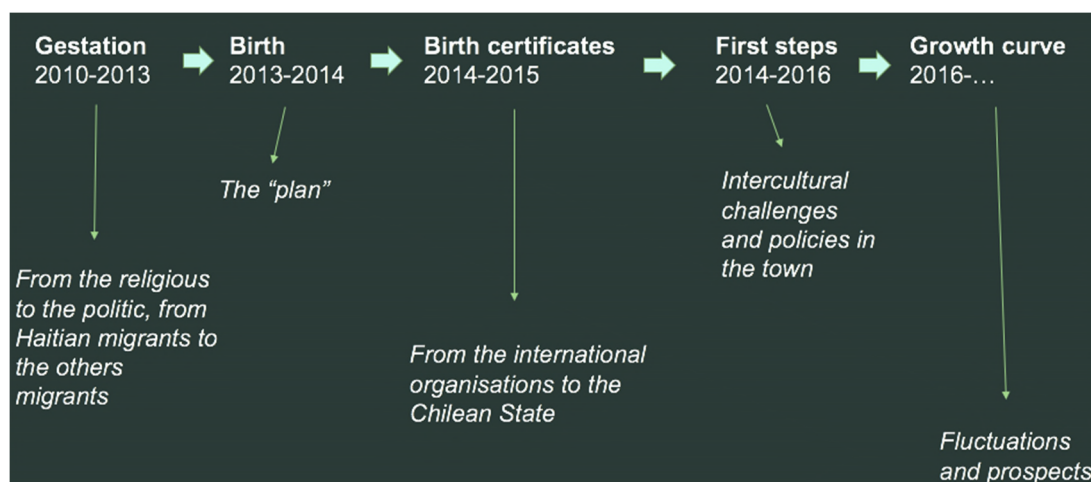 Gestation
2010-2013
Birth
2013-2014
Birth certificates
2014-2015
First steps
2014-2016
Growth curve
2016-…
From the religious
to the politic, from
Haitian migrants to
the others
migrants
The “plan”
From the international
organisations to the
Chilean State
Intercultural
challenges
and policies in
the town
Fluctuations
and prospects